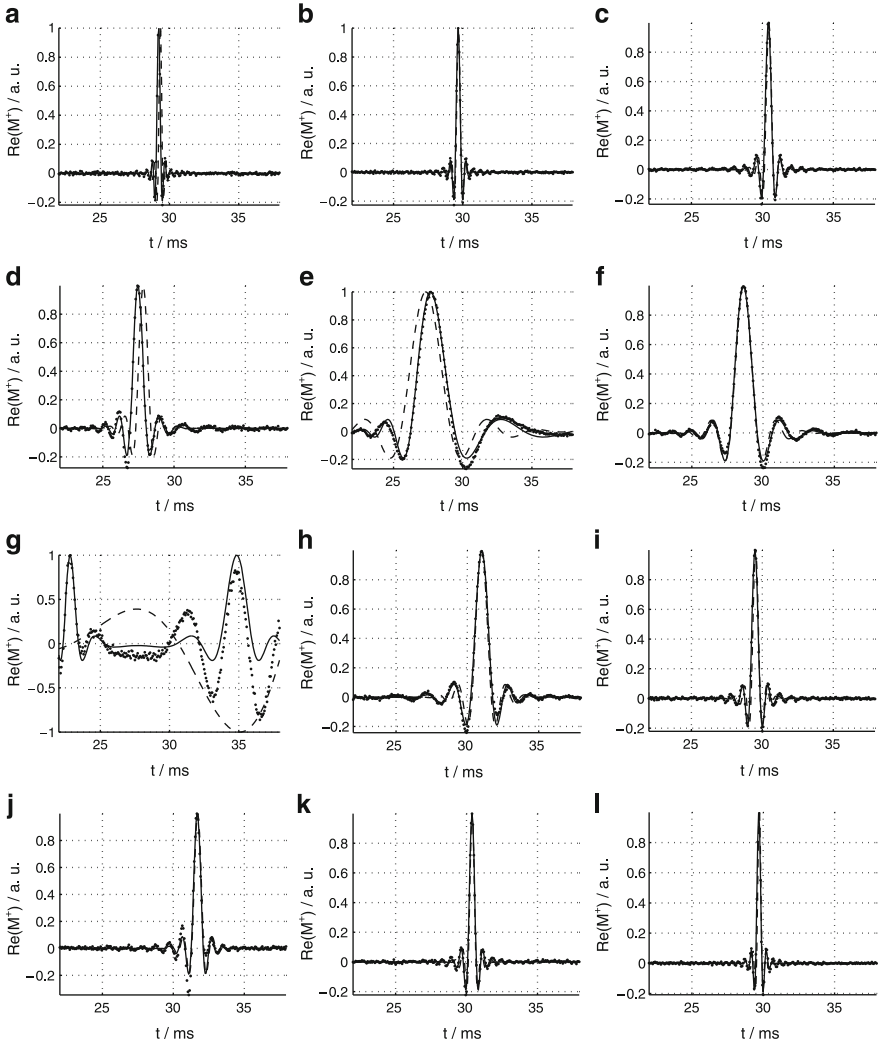 a b c
1 1 1
0.8 0.8 0.8
0.6 0.6 0.6
0.4 0.4 0.4
0.2 0.2 0.2
0 0 0
−0.2 −0.2 −0.2
Re(M⁺) / a. u. Re(M⁺) / a. u. Re(M⁺) / a. u.
25 30 35 25 30 35 25 30 35
t / ms t / ms t / ms
d e f
1 1 1
0.8 0.8 0.8
0.6 0.6 0.6
0.4 0.4 0.4
0.2 0.2 0.2
0 0 0
−0.2 −0.2 −0.2
Re(M⁺) / a. u. Re(M⁺) / a. u. Re(M⁺) / a. u.
25 30 35 25 30 35 25 30 35
t / ms t / ms t / ms
g h i
1 1 1
0.5 0.8 0.8
0 0.6 0.6
−0.5 0.4 0.4
−1 0.2 0.2
0 0
−0.2 −0.2
Re(M⁺) / a. u. Re(M⁺) / a. u. Re(M⁺) / a. u.
25 30 35 25 30 35 25 30 35
t / ms t / ms t / ms
j k l
1 1 1
0.8 0.8 0.8
0.6 0.6 0.6
0.4 0.4 0.4
0.2 0.2 0.2
0 0 0
−0.2 −0.2 −0.2
Re(M⁺) / a. u. Re(M⁺) / a. u. Re(M⁺) / a. u.
25 30 35 25 30 35 25 30 35
t / ms t / ms t / ms